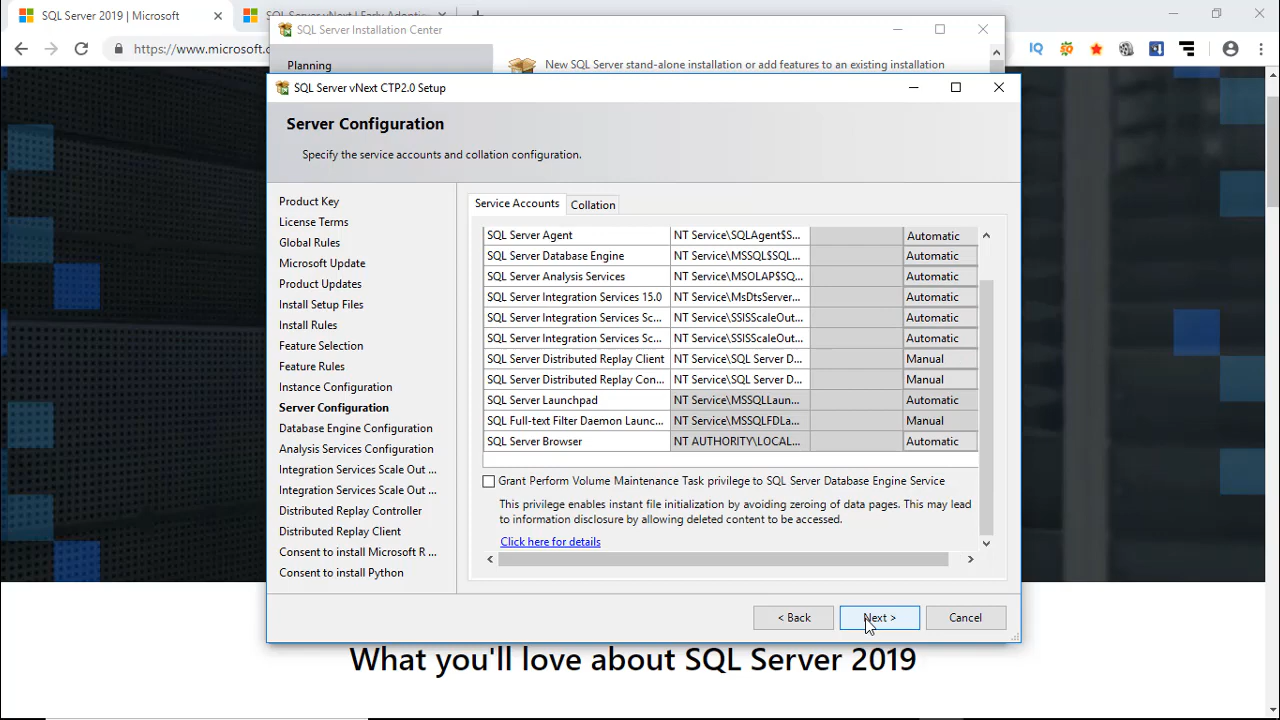 SQL Server 2019 | Microsoft
SQL Server vNext | Early Adopti
https://www.microsoft.c
SQL Server Installation Center
Planning
New SQL Server stand-alone installation or add features to an existing installation
SQL Server vNext CTP2.0 Setup
Server Configuration
Specify the service accounts and collation configuration.
Product Key
License Terms
Global Rules
Microsoft Update
Product Updates
Install Setup Files
Install Rules
Feature Selection
Feature Rules
Instance Configuration
Server Configuration
Database Engine Configuration
Analysis Services Configuration
Integration Services Scale Out ...
Integration Services Scale Out ...
Distributed Replay Controller
Distributed Replay Client
Consent to install Microsoft R ...
Consent to install Python
Service Accounts Collation
SQL Server Agent NT Service\SQLAgent$S... Automatic
SQL Server Database Engine NT Service\MSSQL$SQL... Automatic
SQL Server Analysis Services NT Service\MSOLAP$SQ... Automatic
SQL Server Integration Services 15.0 NT Service\MsDtsServer... Automatic
SQL Server Integration Services Sc... NT Service\SSISScaleOut... Automatic
SQL Server Integration Services Sc... NT Service\SSISScaleOut... Automatic
SQL Server Distributed Replay Client NT Service\SQL Server D... Manual
SQL Server Distributed Replay Con... NT Service\SQL Server D... Manual
SQL Server Launchpad NT Service\MSSQLLaun... Automatic
SQL Full-text Filter Daemon Launc... NT Service\MSSQLFDLa... Manual
SQL Server Browser NT AUTHORITY\LOCAL... Automatic
Grant Perform Volume Maintenance Task privilege to SQL Server Database Engine Service
This privilege enables instant file initialization by avoiding zeroing of data pages. This may lead
to information disclosure by allowing deleted content to be accessed.
Click here for details
< Back Next > Cancel
What you'll love about SQL Server 2019